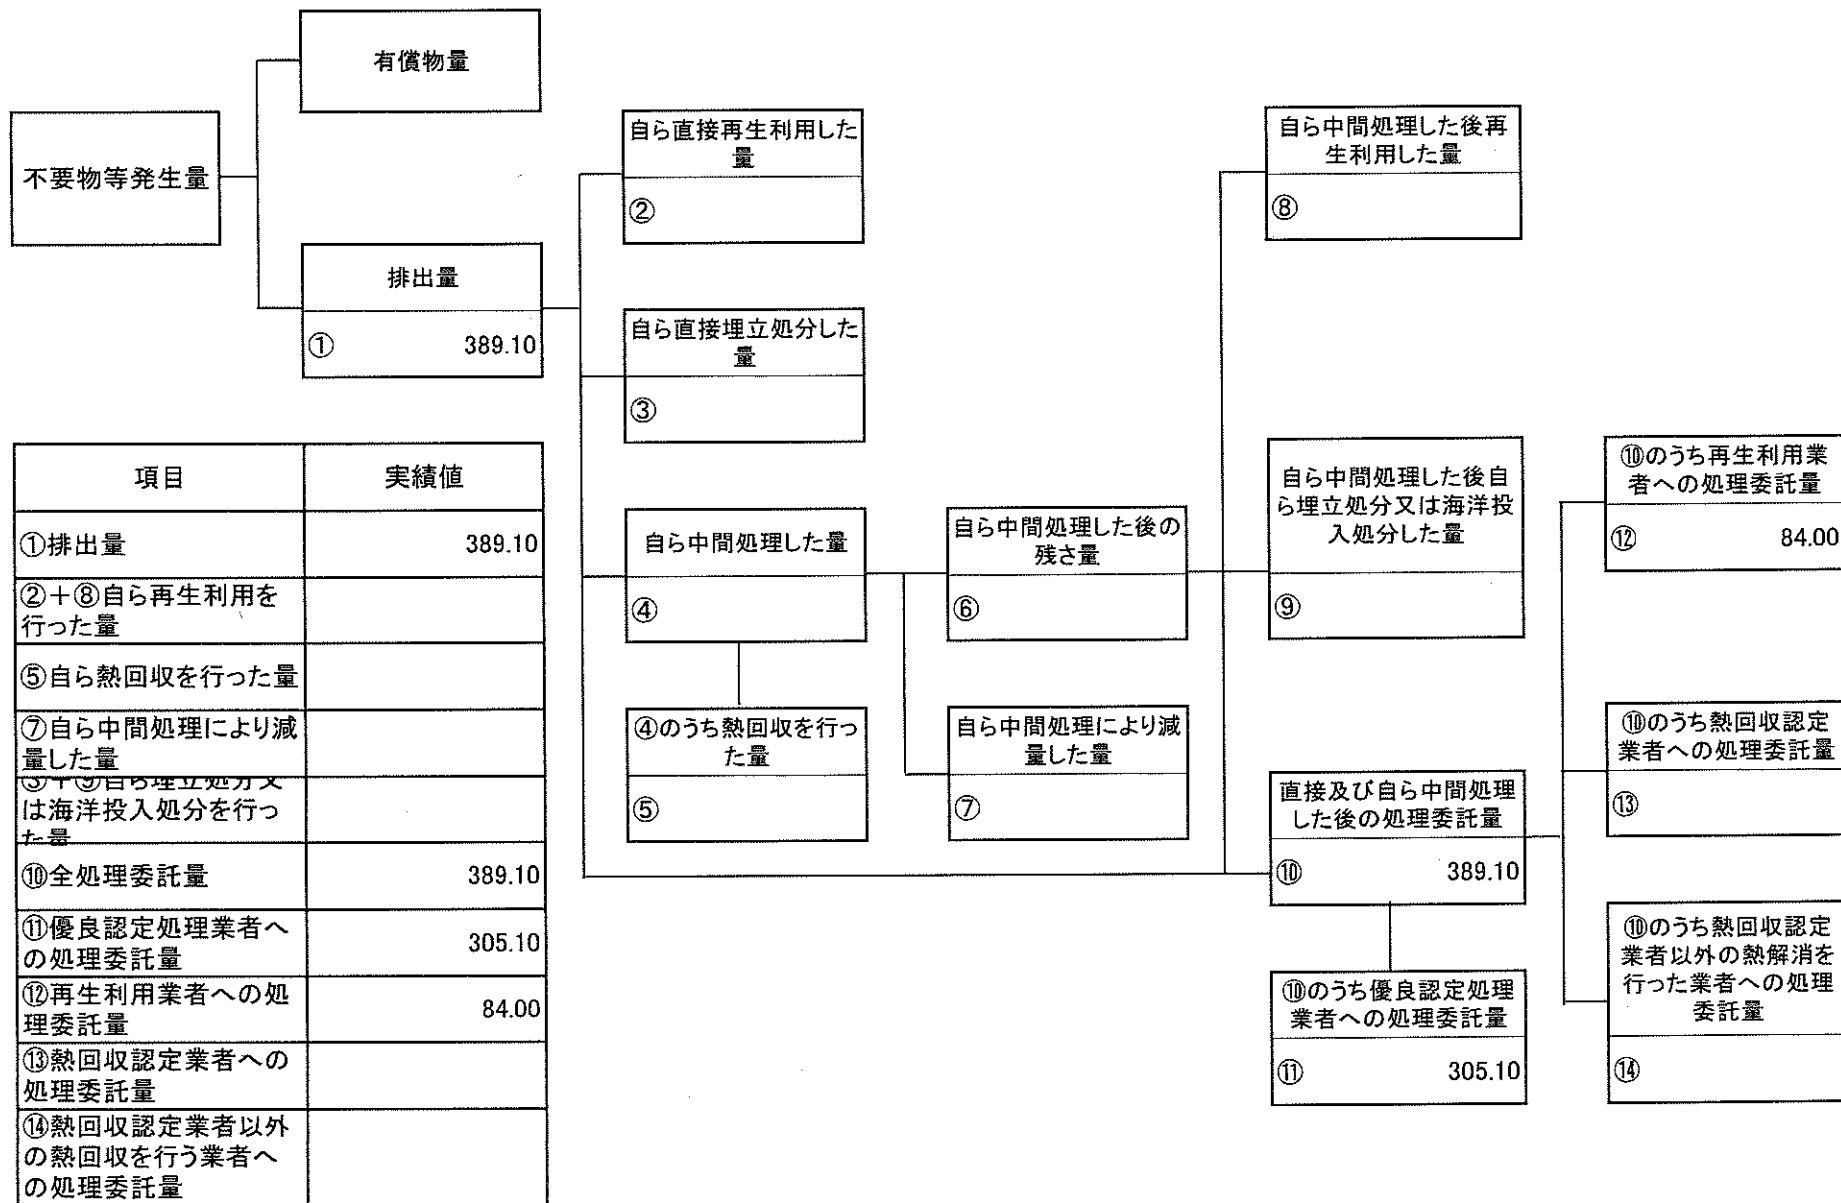 有償物量
不要物等発生量
排出量
① 389.10
自ら直接再生利用した
量
②
自ら直接埋立処分した
量
③
自ら中間処理した量
④
④のうち熱回収を行っ
た量
⑤
自ら中間処理した後の
残さ量
⑥
自ら中間処理により減
量した量
⑦
自ら中間処理した後再
生利用した量
⑧
自ら中間処理した後自
ら埋立処分又は海洋投
入処分した量
⑨
直接及び自ら中間処理
した後の処理委託量
⑩ 389.10
⑩のうち優良認定処理
業者への処理委託量
⑪ 305.10
⑩のうち再生利用業
者への処理委託量
⑫ 84.00
⑩のうち熱回収認定
業者への処理委託量
⑬
⑩のうち熱回収認定
業者以外の熱解消を
行った業者への処理
委託量
⑭
項目 実績値
①排出量 389.10
②＋⑧自ら再生利用を
行った量
⑤自ら熱回収を行った量
⑦自ら中間処理により減
量した量
③＋⑨自ら埋立処分又
は海洋投入処分を行っ
た量
⑩全処理委託量 389.10
⑪優良認定処理業者へ
の処理委託量 305.10
⑫再生利用業者への処
理委託量 84.00
⑬熱回収認定業者への
処理委託量
⑭熱回収認定業者以外
の熱回収を行う業者へ
の処理委託量